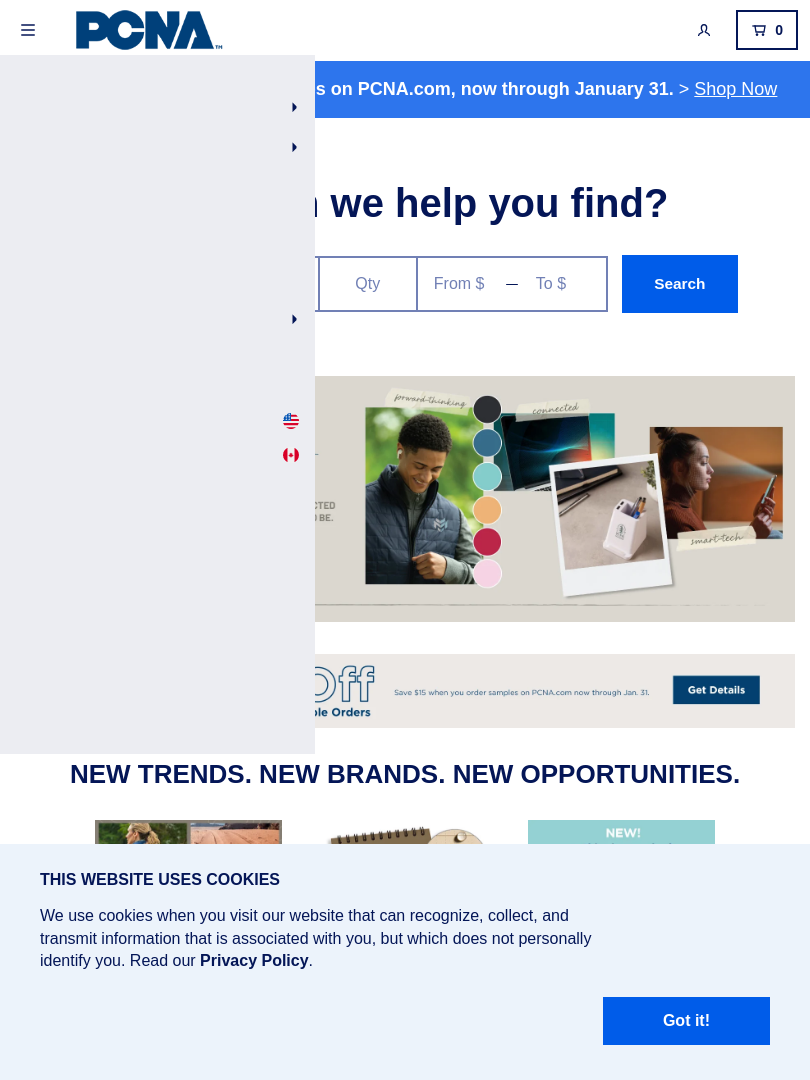 PCNA™
0
s on PCNA.com, now through January 31. > Shop Now
we help you find?
Qty
From $ — To $
Search
forward-thinking
connected
CTED
BE.
smart-tech
Off
Save $15 when you order samples on PCNA.com now through Jan. 31.
Get Details
ple Orders
NEW TRENDS. NEW BRANDS. NEW OPPORTUNITIES.
NEW!
THIS WEBSITE USES COOKIES
We use cookies when you visit our website that can recognize, collect, and
transmit information that is associated with you, but which does not personally
identify you. Read our Privacy Policy.
Got it!